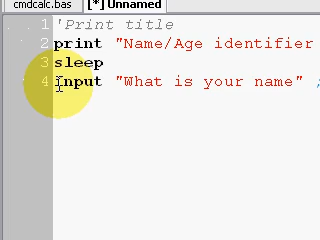 cmdcalc.bas [*] Unnamed
1 'Print title
2 print "Name/Age identifier
3 sleep
4 input "What is your name" ;